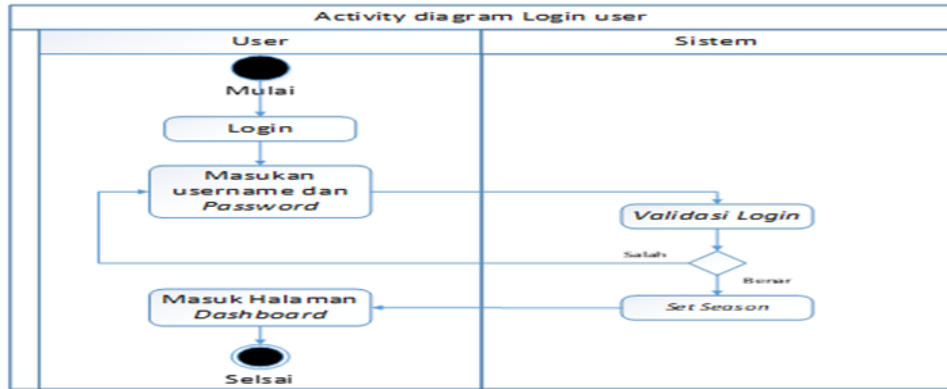 Activity diagram Login user
User
Sistem
Mulai
Login
Masukan
username dan
Password
Validasi Login
Salah
Benar
Set Season
Masuk Halaman
Dashboard
Selsai